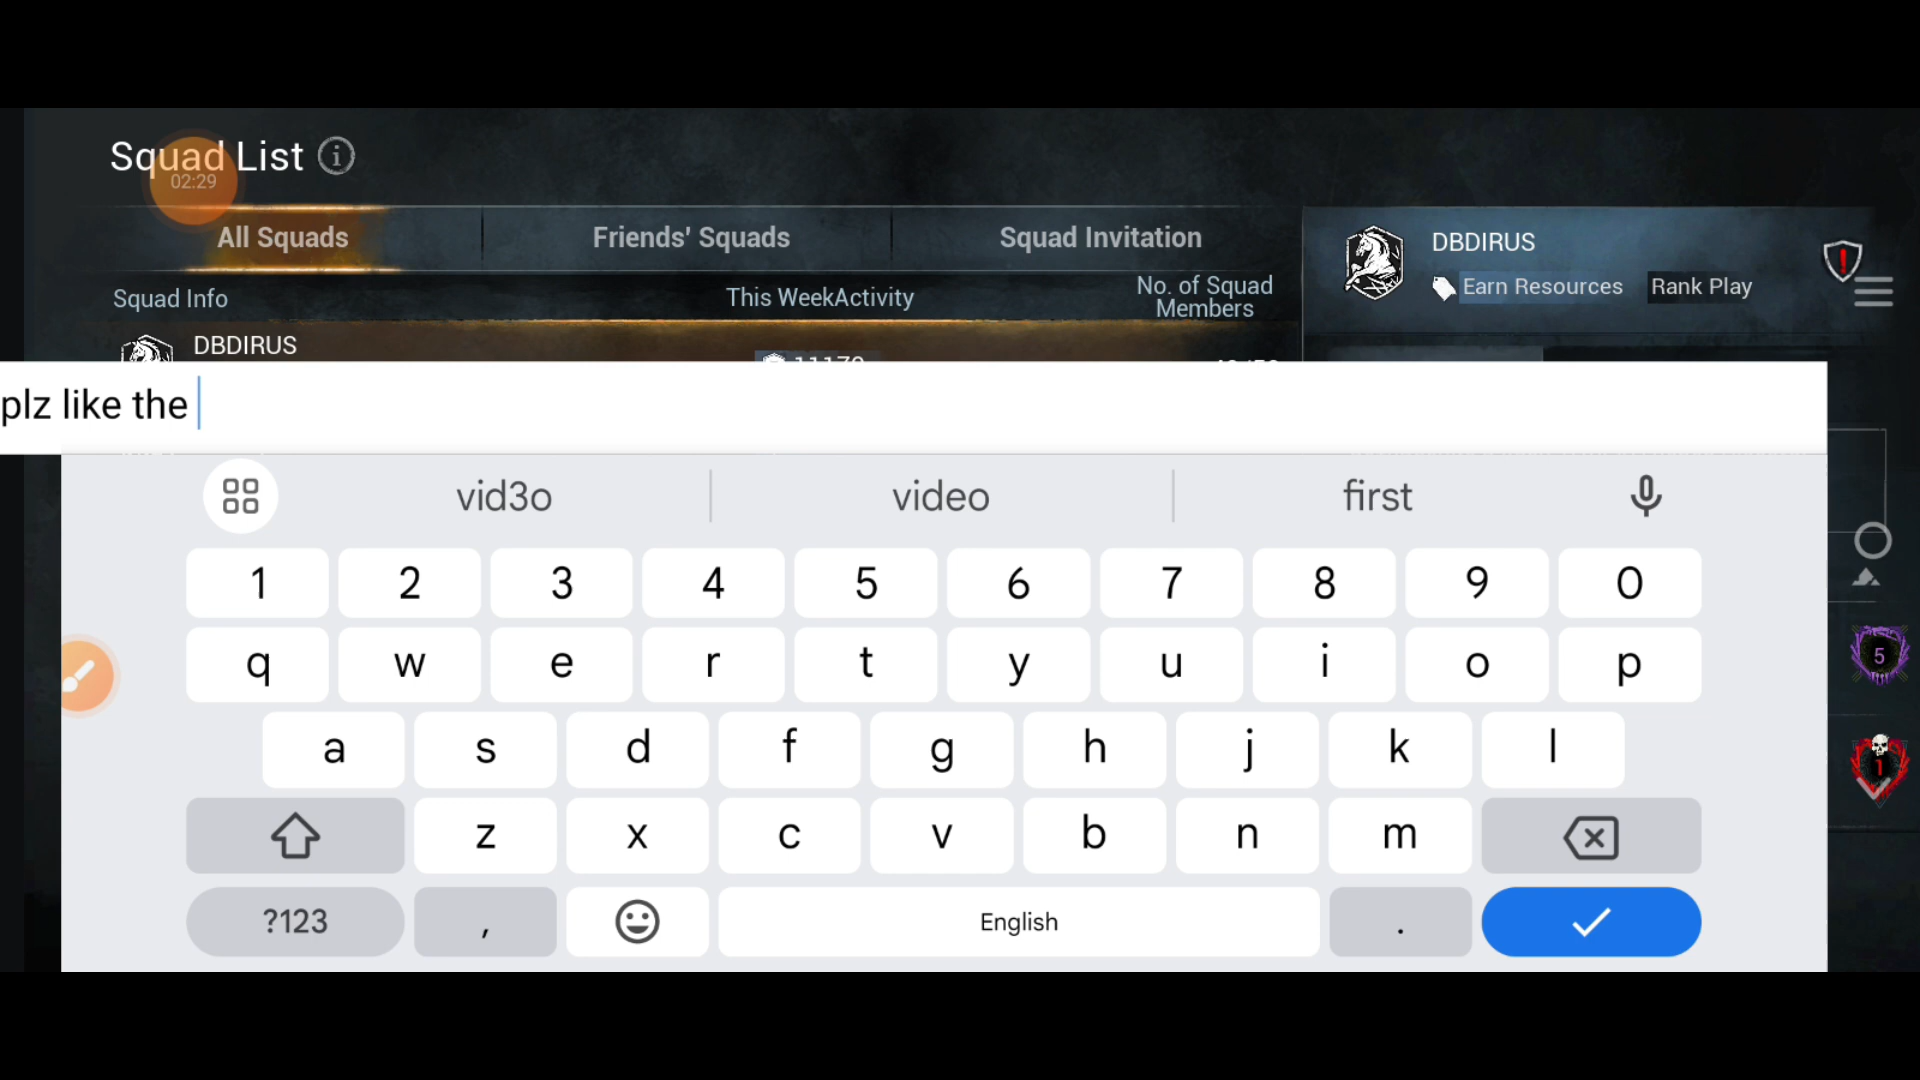 Squad List
02:29
All Squads
Friends' Squads
Squad Invitation
DBDIRUS
Earn Resources
Rank Play
Squad Info
This WeekActivity
No. of Squad
Members
DBDIRUS
plz like the
vid3o
video
first
1 2 3 4 5 6 7 8 9 0
q w e r t y u i o p
a s d f g h j k l
z x c v b n m
?123 , English .
5
1